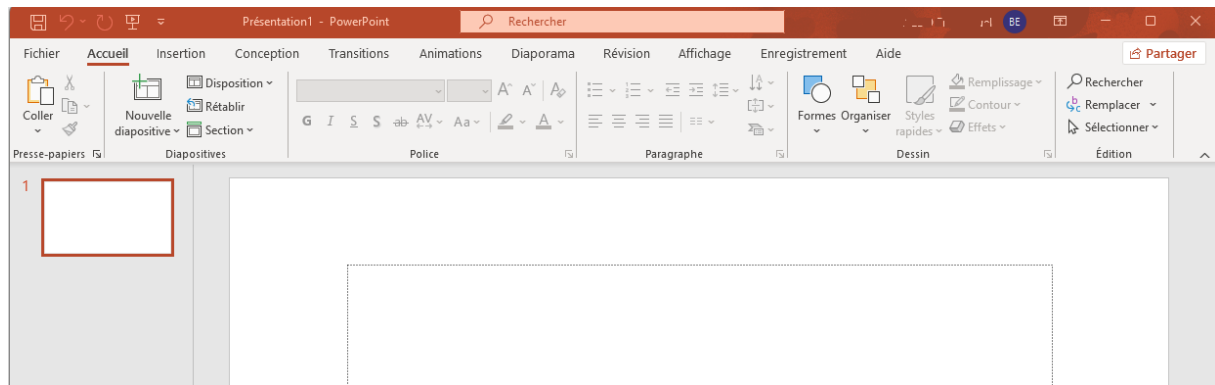 Présentation1 - PowerPoint
Rechercher
BE
Fichier Accueil Insertion Conception Transitions Animations Diaporama Révision Affichage Enregistrement Aide Partager
Coller
Nouvelle diapositive
Disposition
Rétablir
Section
G I S S ab AV Aa A
A A A
Formes Organiser Styles rapides
Remplissage
Contour
Effets
Rechercher
Remplacer
Sélectionner
Presse-papiers Diapositives Police Paragraphe Dessin Édition
1